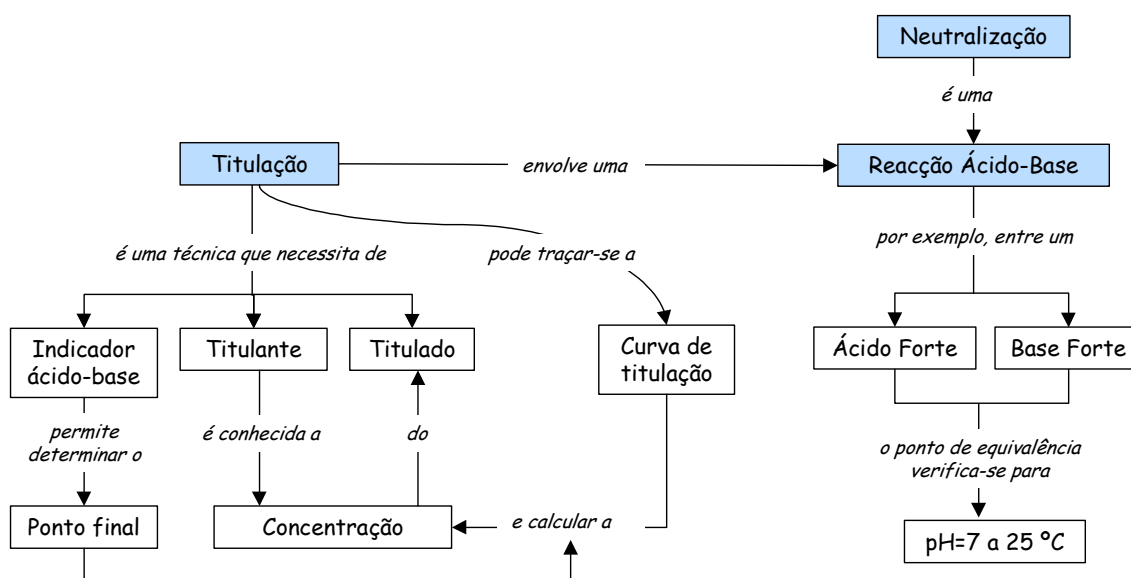 Neutralização
é uma
Titulação
envolve uma
Reacção Ácido-Base
é uma técnica que necessita de
pode traçar-se a
por exemplo, entre um
Indicador
ácido-base
Titulante
Titulado
Curva de
titulação
Ácido Forte
Base Forte
permite
determinar o
é conhecida a
do
o ponto de equivalência
verifica-se para
Ponto final
Concentração
e calcular a
pH=7 a 25 ºC